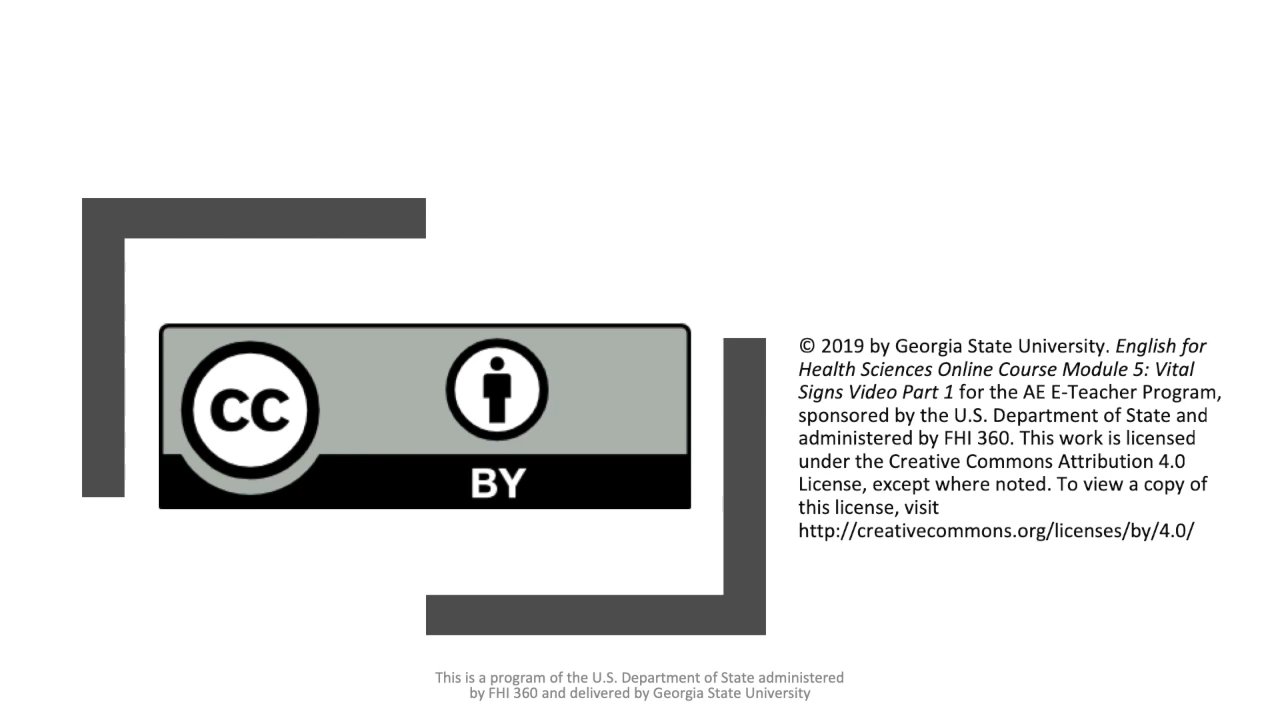 CC
BY
© 2019 by Georgia State University. English for
Health Sciences Online Course Module 5: Vital
Signs Video Part 1 for the AE E-Teacher Program,
sponsored by the U.S. Department of State and
administered by FHI 360. This work is licensed
under the Creative Commons Attribution 4.0
License, except where noted. To view a copy of
this license, visit
http://creativecommons.org/licenses/by/4.0/
This is a program of the U.S. Department of State administered
by FHI 360 and delivered by Georgia State University